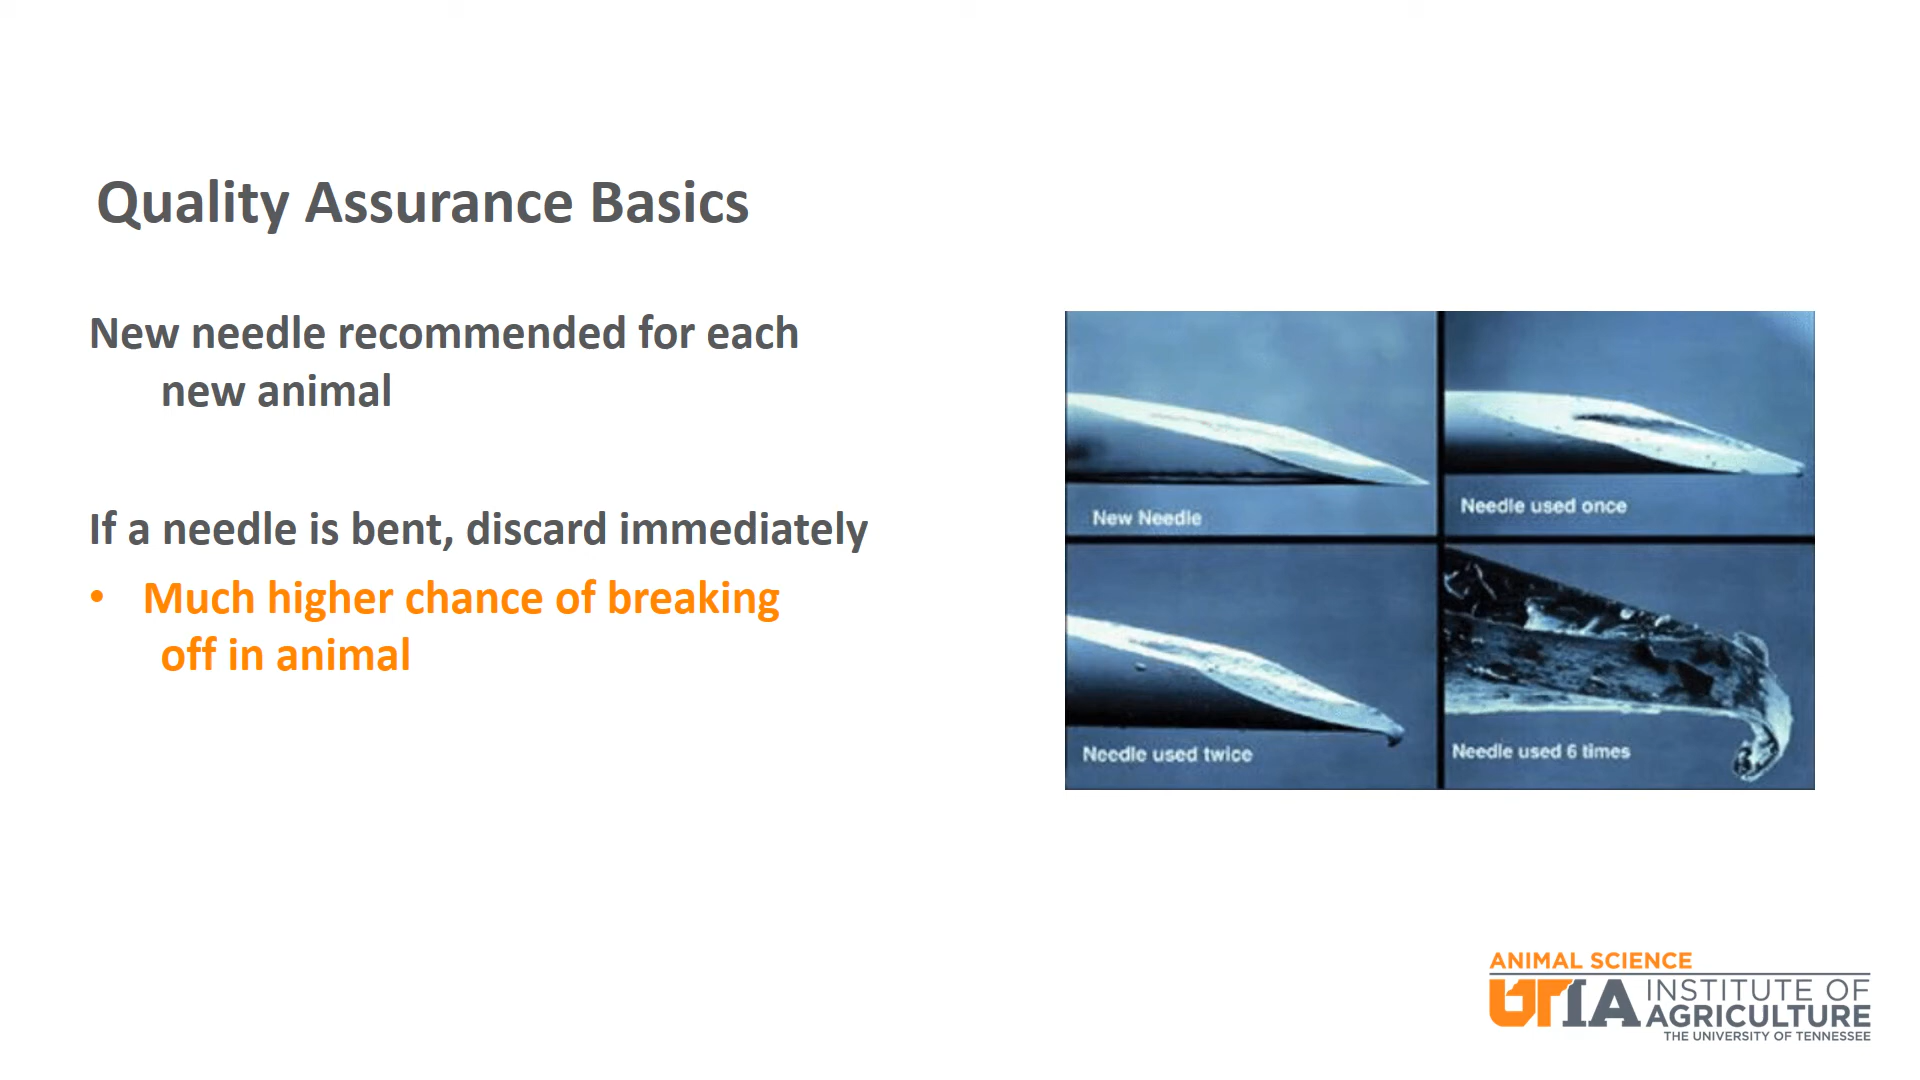 Quality Assurance Basics
New needle recommended for each
new animal
If a needle is bent, discard immediately
• Much higher chance of breaking
off in animal
New Needle
Needle used once
Needle used twice
Needle used 6 times
ANIMAL SCIENCE
UTIA INSTITUTE OF
AGRICULTURE
THE UNIVERSITY OF TENNESSEE